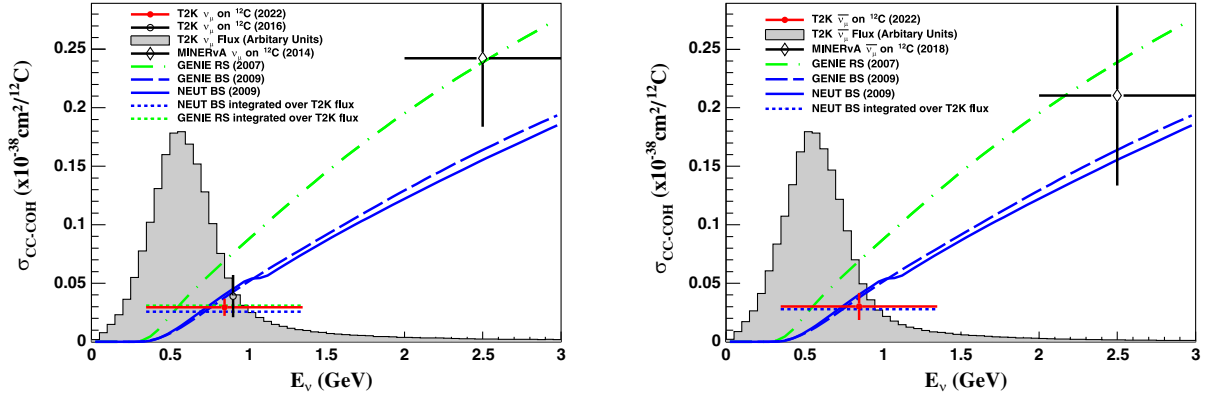 T2K ν_μ on ¹²C (2022)
T2K ν_μ on ¹²C (2016)
T2K ν_μ Flux (Arbitary Units)
MINERvA ν_μ on ¹²C (2014)
GENIE RS (2007)
GENIE BS (2009)
NEUT BS (2009)
NEUT BS integrated over T2K flux
GENIE RS integrated over T2K flux
σ_CC-COH (x10⁻³⁸cm²/¹²C)
0.25
0.2
0.15
0.1
0.05
0
0 0.5 1 1.5 2 2.5 3
E_ν (GeV)
T2K ν̅_μ on ¹²C (2022)
T2K ν̅_μ Flux (Arbitary Units)
MINERvA ν̅_μ on ¹²C (2018)
GENIE RS (2007)
GENIE BS (2009)
NEUT BS (2009)
NEUT BS integrated over T2K flux
σ_CC-COH (x10⁻³⁸cm²/¹²C)
0.25
0.2
0.15
0.1
0.05
0
0 0.5 1 1.5 2 2.5 3
E_ν (GeV)